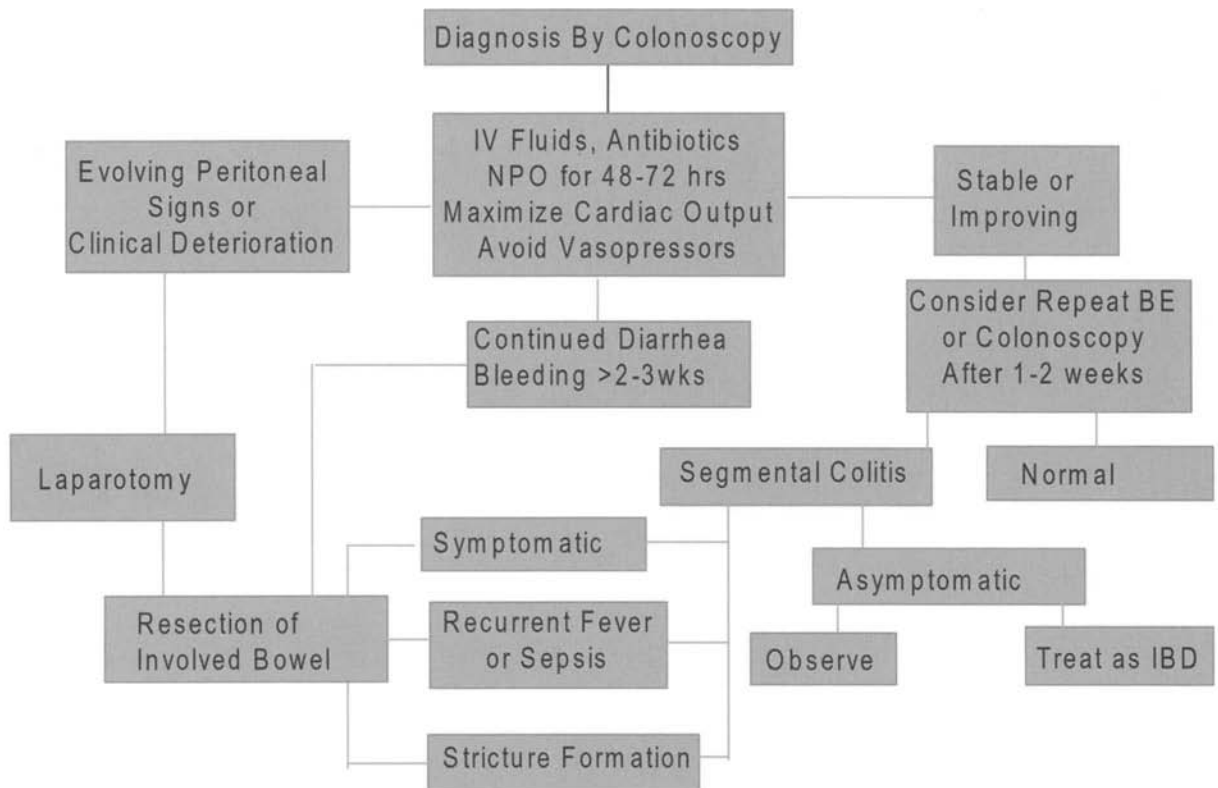 Diagnosis By Colonoscopy
IV Fluids, Antibiotics
NPO for 48-72 hrs
Maximize Cardiac Output
Avoid Vasopressors
Evolving Peritoneal
Signs or
Clinical Deterioration
Stable or
Improving
Continued Diarrhea
Bleeding >2-3wks
Consider Repeat BE
or Colonoscopy
After 1-2 weeks
Laparotomy
Segmental Colitis
Normal
Symptomatic
Asymptomatic
Resection of
Involved Bowel
Recurrent Fever
or Sepsis
Observe
Treat as IBD
Stricture Formation